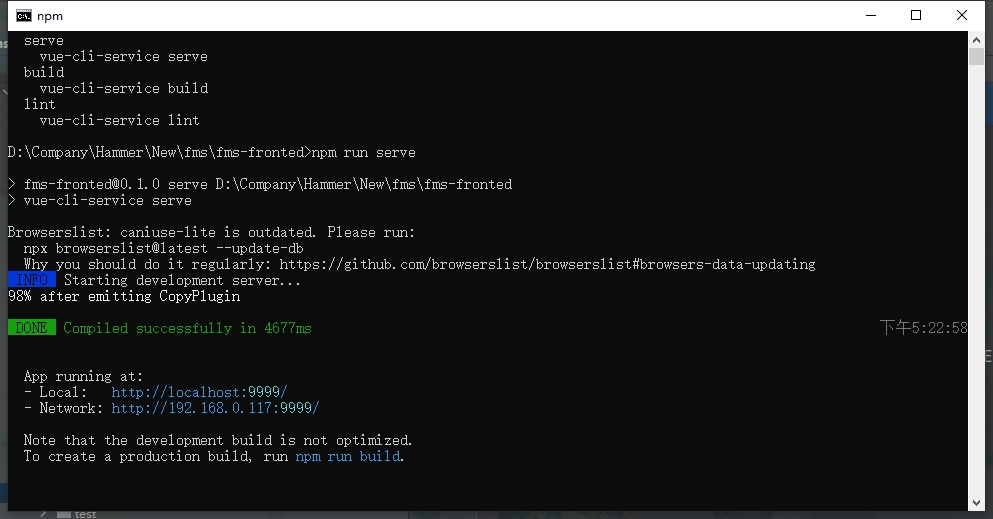 npm
serve
vue-cli-service serve
build
vue-cli-service build
lint
vue-cli-service lint
D:\Company\Hammer\New\fms\fms-fronted>npm run serve
> fms-fronted@0.1.0 serve D:\Company\Hammer\New\fms\fms-fronted
> vue-cli-service serve
Browserslist: caniuse-lite is outdated. Please run:
npx browserslist@latest --update-db
Why you should do it regularly: https://github.com/browserslist/browserslist#browsers-data-updating
INFO Starting development server...
98% after emitting CopyPlugin
DONE Compiled successfully in 4677ms 下午5:22:58
App running at:
- Local: http://localhost:9999/
- Network: http://192.168.0.117:9999/
Note that the development build is not optimized.
To create a production build, run npm run build.
test